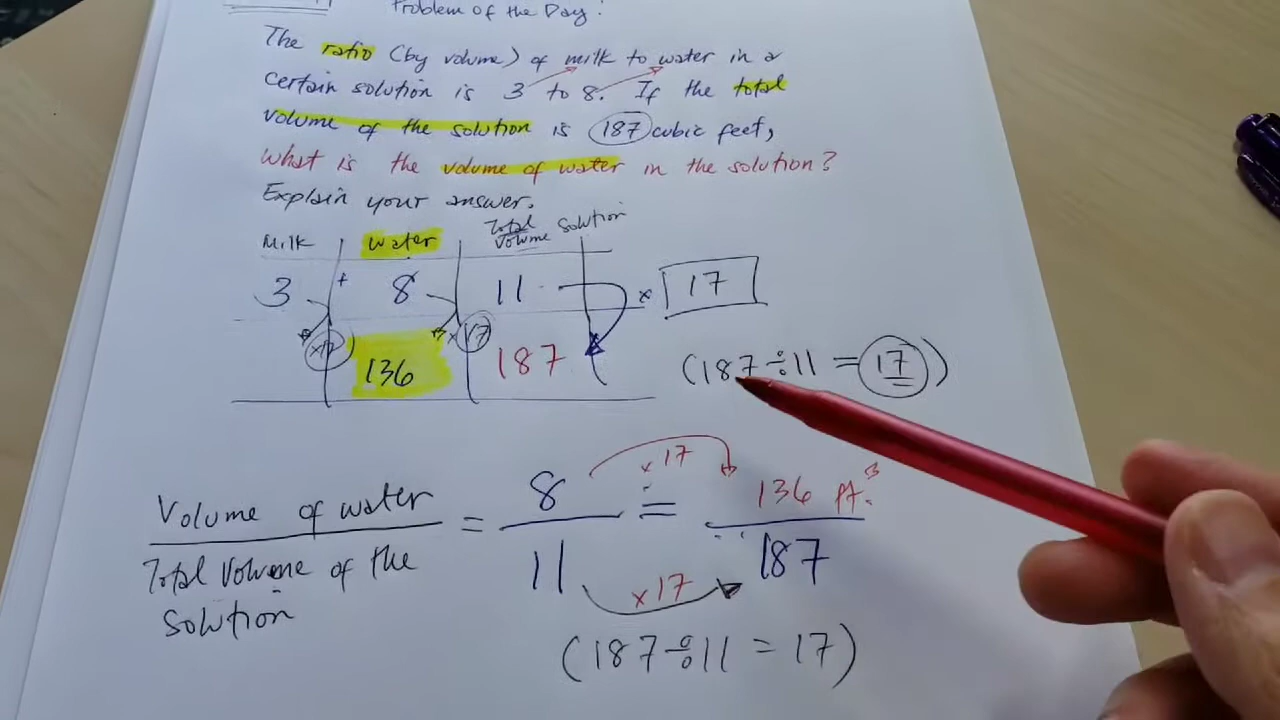 Problem of the Day:
The ratio (by volume) of milk to water in a
certain solution is 3 to 8. If the total
volume of the solution is 187 cubic feet,
what is the volume of water in the solution?
Explain your answer.
Milk Water Total Volume Solution
3 + 8 11 × 17
×17 ×17
136 187 (187÷11 = 17)
×17
Volume of water = 8 = 136 ft.³
Total Volume of the 11 187
solution ×17
(187÷11 = 17)